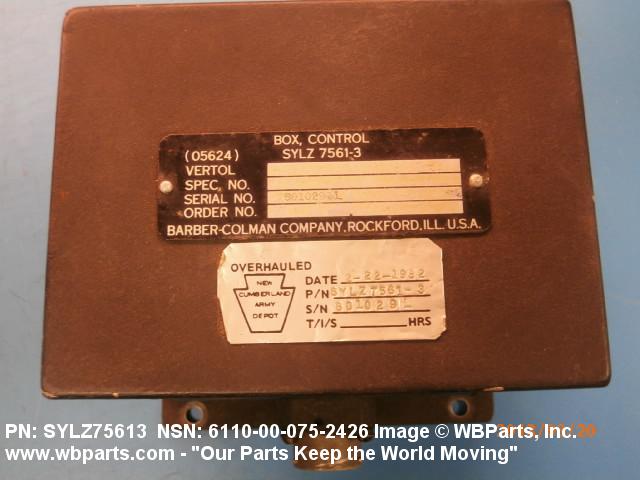 BOX, CONTROL
(05624) SYLZ 7561-3
VERTOL
SPEC. NO.
SERIAL NO.
ORDER NO.
BARBER-COLMAN COMPANY, ROCKFORD, ILL. U.S.A.
OVERHAULED
NEW CUMBERLAND ARMY DEPOT
DATE -22-1982
P/N SYLZ7561-3
S/N
T/I/S HRS
PN: SYLZ75613 NSN: 6110-00-075-2426 Image © WBParts, Inc.
www.wbparts.com - "Our Parts Keep the World Moving"